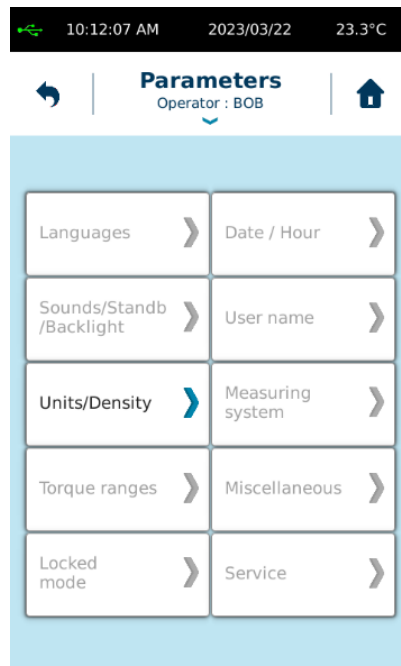 10:12:07 AM 2023/03/22 23.3°C
Parameters
Operator : BOB
Languages
Date / Hour
Sounds/Standb
/Backlight
User name
Units/Density
Measuring
system
Torque ranges
Miscellaneous
Locked
mode
Service